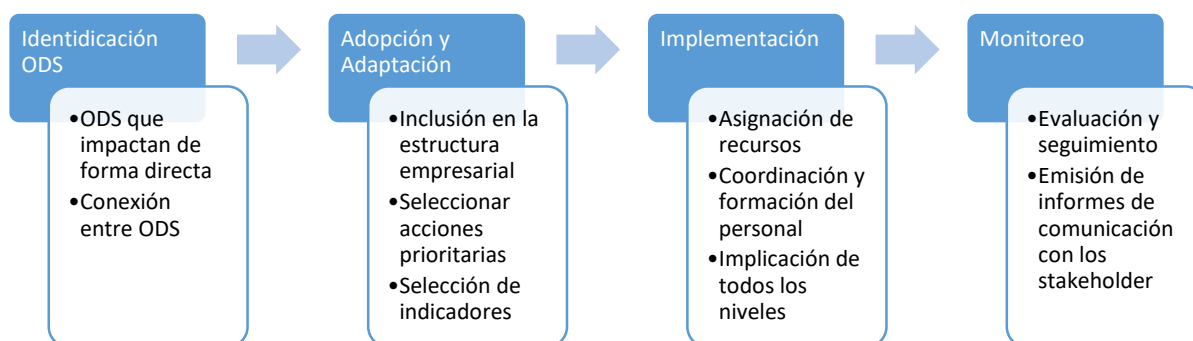 Identidicación
ODS
•ODS que
impactan de
forma directa
•Conexión
entre ODS
Adopción y
Adaptación
•Inclusión en la
estructura
empresarial
•Seleccionar
acciones
prioritarias
•Selección de
indicadores
Implementación
•Asignación de
recursos
•Coordinación y
formación del
personal
•Implicación de
todos los
niveles
Monitoreo
•Evaluación y
seguimiento
•Emisión de
informes de
comunicación
con los
stakeholder